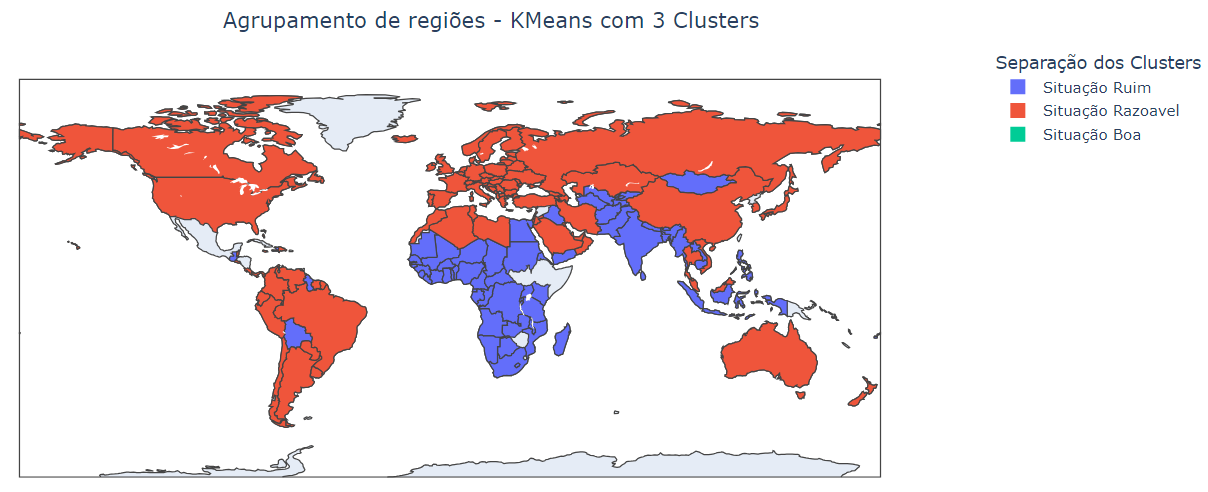 Agrupamento de regiões - KMeans com 3 Clusters
Separação dos Clusters
Situação Ruim
Situação Razoavel
Situação Boa